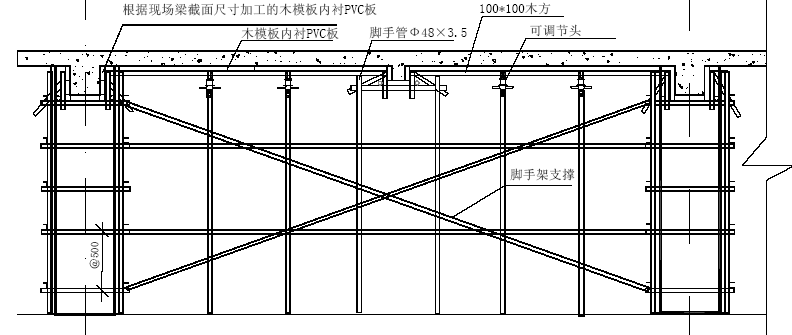 根据现场梁截面尺寸加工的木模板内衬PVC板
100*100木方
木模板内衬PVC板
脚手管Φ48×3.5
可调节头
脚手架支撑
@500